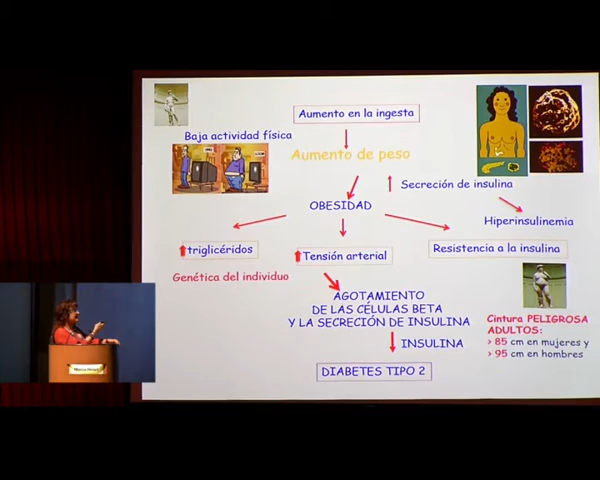 Aumento en la ingesta
Baja actividad física
Aumento de peso
Secreción de insulina
OBESIDAD
Hiperinsulinemia
triglicéridos
Tensión arterial
Resistencia a la insulina
Genética del individuo
AGOTAMIENTO
DE LAS CÉLULAS BETA
Y LA SECRECIÓN DE INSULINA
Cintura PELIGROSA
ADULTOS:
> 85 cm en mujeres y
> 95 cm en hombres
INSULINA
DIABETES TIPO 2